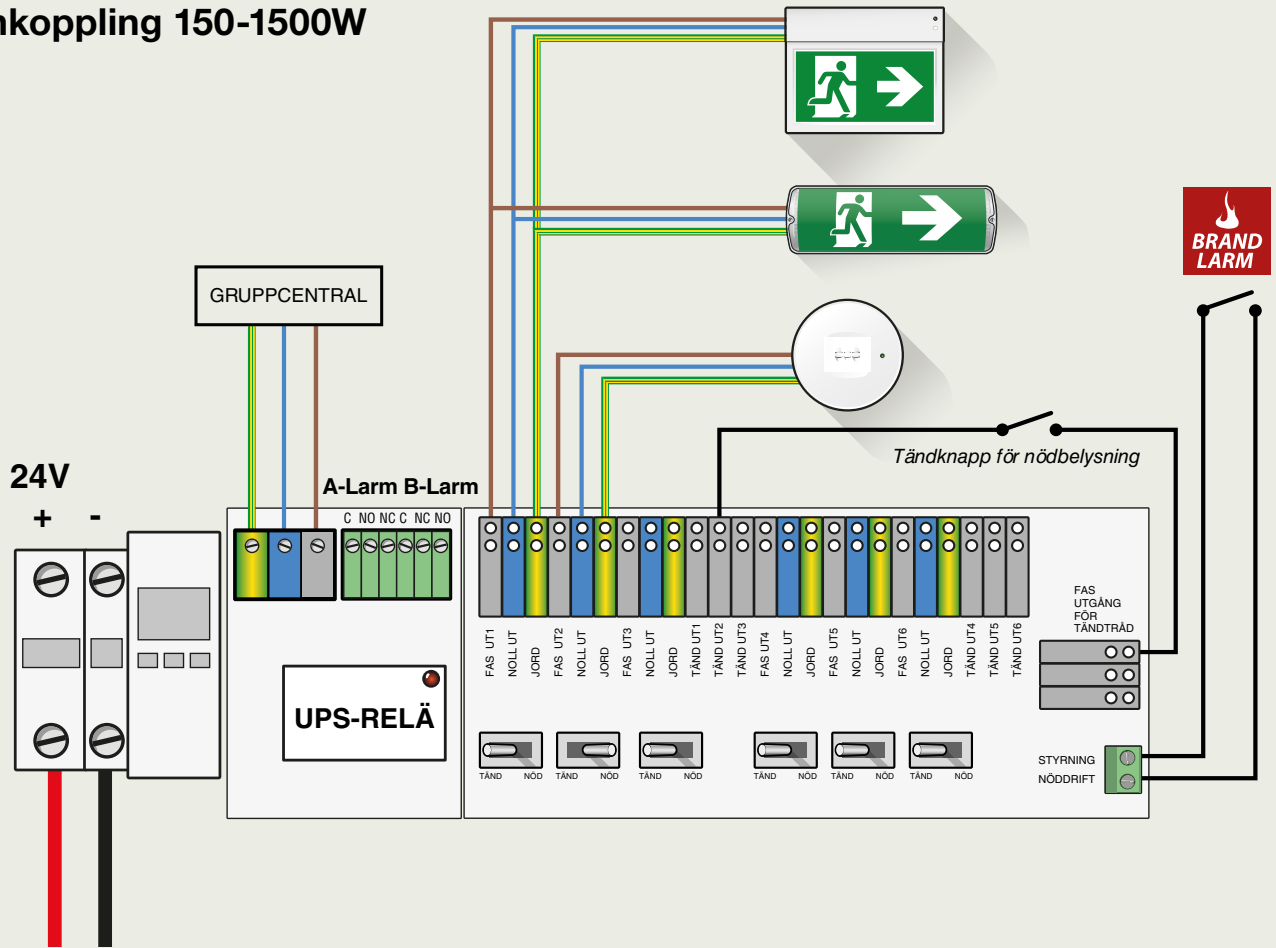 nkoppling 150-1500W
BRAND
LARM
GRUPPCENTRAL
Tändknapp för nödbelysning
24V
+ -
A-Larm B-Larm
C NO NC C NC NO
FAS UT1
NOLL UT
JORD
FAS UT2
NOLL UT
JORD
FAS UT3
NOLL UT
JORD
TÄND UT1
TÄND UT2
TÄND UT3
FAS UT4
NOLL UT
JORD
FAS UT5
NOLL UT
JORD
FAS UT6
NOLL UT
JORD
TÄND UT4
TÄND UT5
TÄND UT6
FAS
UTGÅNG
FÖR
TÄNDTRÅD
UPS-RELÄ
TÄND NÖD TÄND NÖD TÄND NÖD TÄND NÖD TÄND NÖD TÄND NÖD
STYRNING
NÖDDRIFT